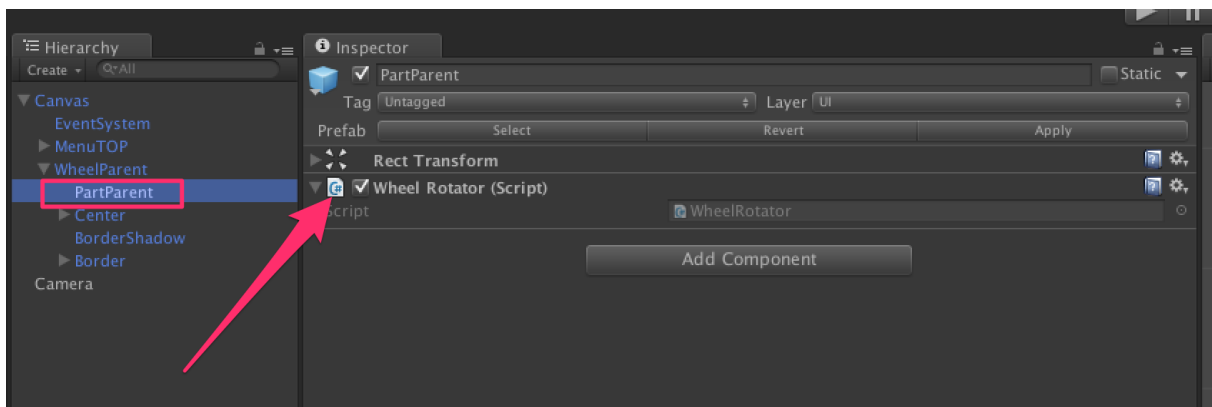 Hierarchy
Create
All
Canvas
EventSystem
MenuTOP
WheelParent
PartParent
Center
BorderShadow
Border
Camera
Inspector
PartParent
Static
Tag Untagged Layer UI
Prefab Select Revert Apply
Rect Transform
Wheel Rotator (Script)
Script WheelRotator
Add Component